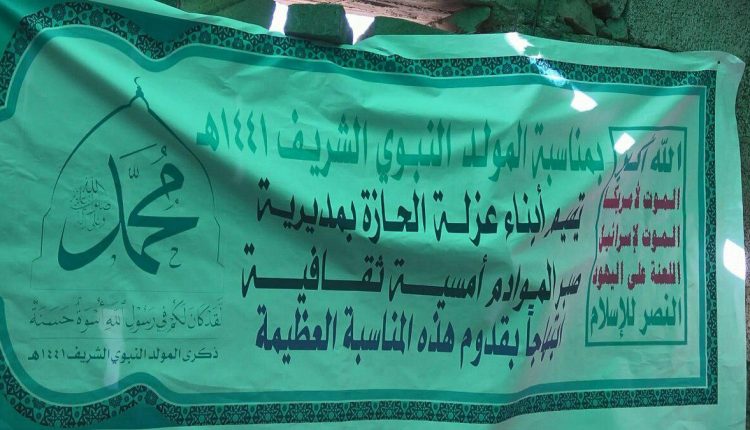 الله أكبر
الموت لأمريكا
الموت لإسرائيل
اللعنة على اليهود
النصر للإسلام
بمناسبة المولد النبوي الشريف ١٤٤١هـ
تقيم أبناء عزلة الحازة بمديرية
صبر الموادم أمسية ثقافية
ابتهاجاً بقدوم هذه المناسبة العظيمة
محمد
صلى الله عليه وآله وسلم
لقد كان لكم في رسول الله أسوة حسنة
ذكرى المولد النبوي الشريف ١٤٤١هـ